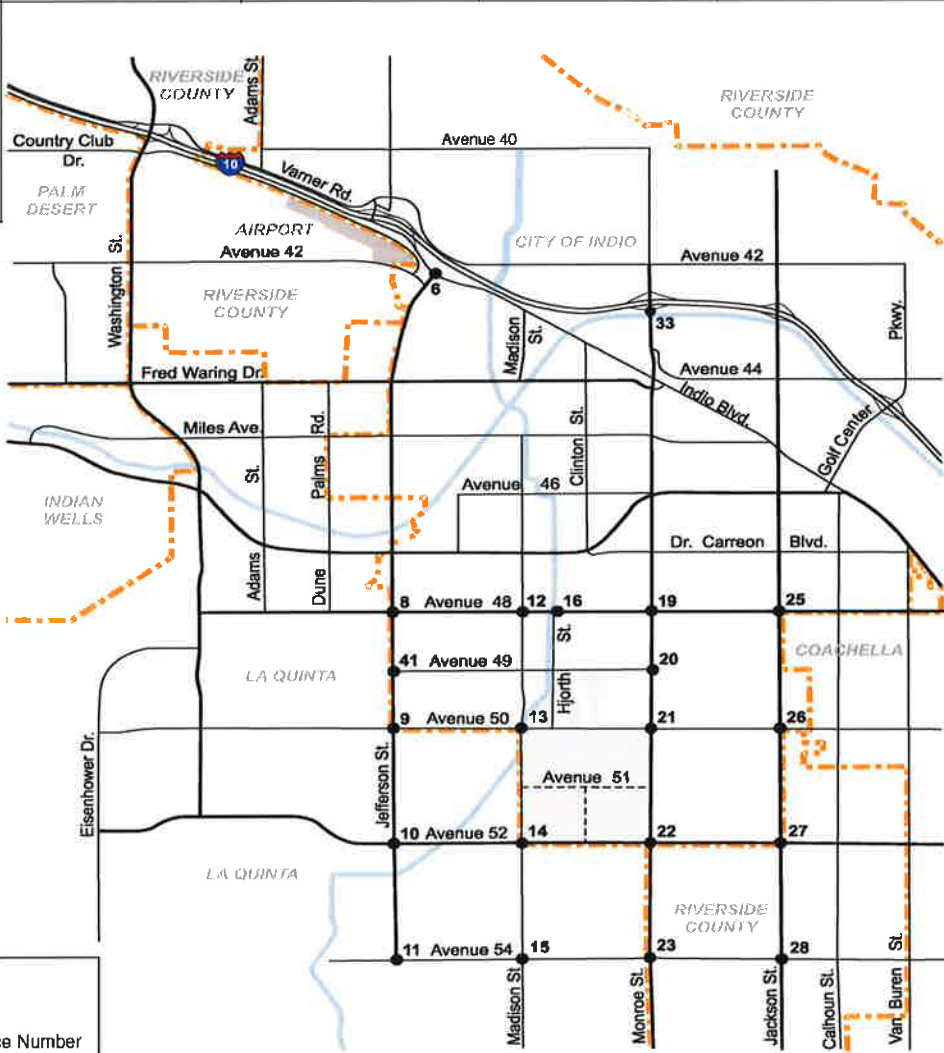 RIVERSIDE
COUNTY
Adams St.
RIVERSIDE
COUNTY
Country Club
Dr.
10
Varner Rd.
Avenue 40
PALM
DESERT
AIRPORT
Avenue 42
CITY OF INDIO
Avenue 42
Washington St.
RIVERSIDE
COUNTY
6
Madison
St.
33
Pkwy.
Fred Waring Dr.
Avenue 44
Indio Blvd.
Miles Ave.
Palms Rd.
St.
Clinton St.
Golf Center
Avenue 46
INDIAN
WELLS
Dr. Carreon Blvd.
Adams
Dune
8 Avenue 48 12 16 19 25
St.
COACHELLA
LA QUINTA
41 Avenue 49 20
Hjorth
9 Avenue 50 13 21 26
Eisenhower Dr.
Jefferson St.
Avenue 51
10 Avenue 52 14 22 27
LA QUINTA
RIVERSIDE
COUNTY
11 Avenue 54 15 23 28
Madison St.
Monroe St.
Jackson St.
Calhoun St.
Van Buren St.
Number